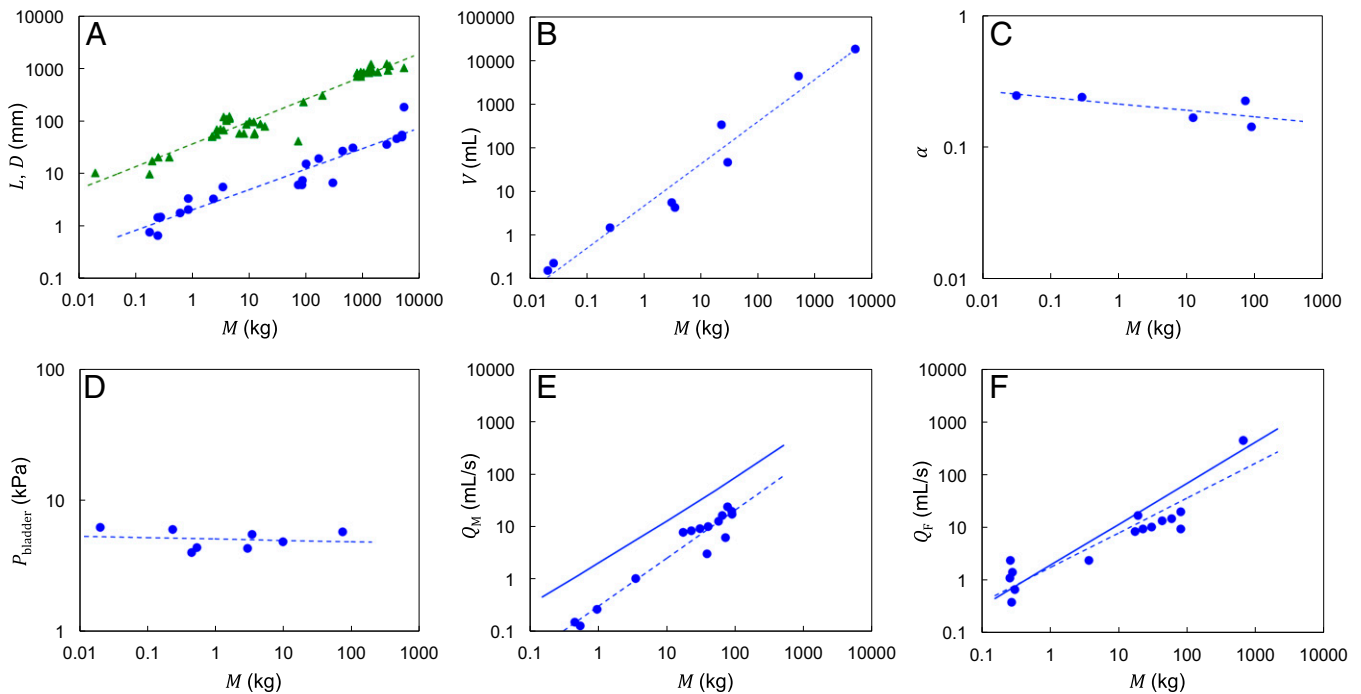 A
10000
1000
100
10
1
0.1
L, D (mm)
0.01 0.1 1 10 100 1000 10000
M (kg)
B
100000
10000
1000
100
10
1
0.1
V (mL)
0.01 0.1 1 10 100 1000 10000
M (kg)
C
1
0.1
0.01
α
0.01 0.1 1 10 100 1000
M (kg)
D
100
10
1
Pbladder (kPa)
0.01 0.1 1 10 100 1000
M (kg)
E
10000
1000
100
10
1
0.1
QM (mL/s)
0.1 1 10 100 1000 10000
M (kg)
F
10000
1000
100
10
1
0.1
QF (mL/s)
0.1 1 10 100 1000 10000
M (kg)